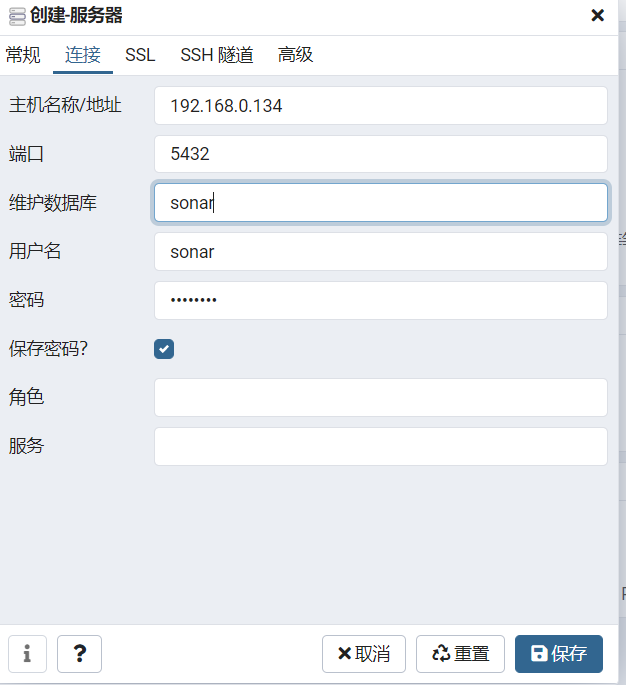 创建-服务器
常规 连接 SSL SSH 隧道 高级
主机名称/地址 192.168.0.134
端口 5432
维护数据库 sonar
用户名 sonar
密码 ••••••••
保存密码?
角色
服务
取消 重置 保存